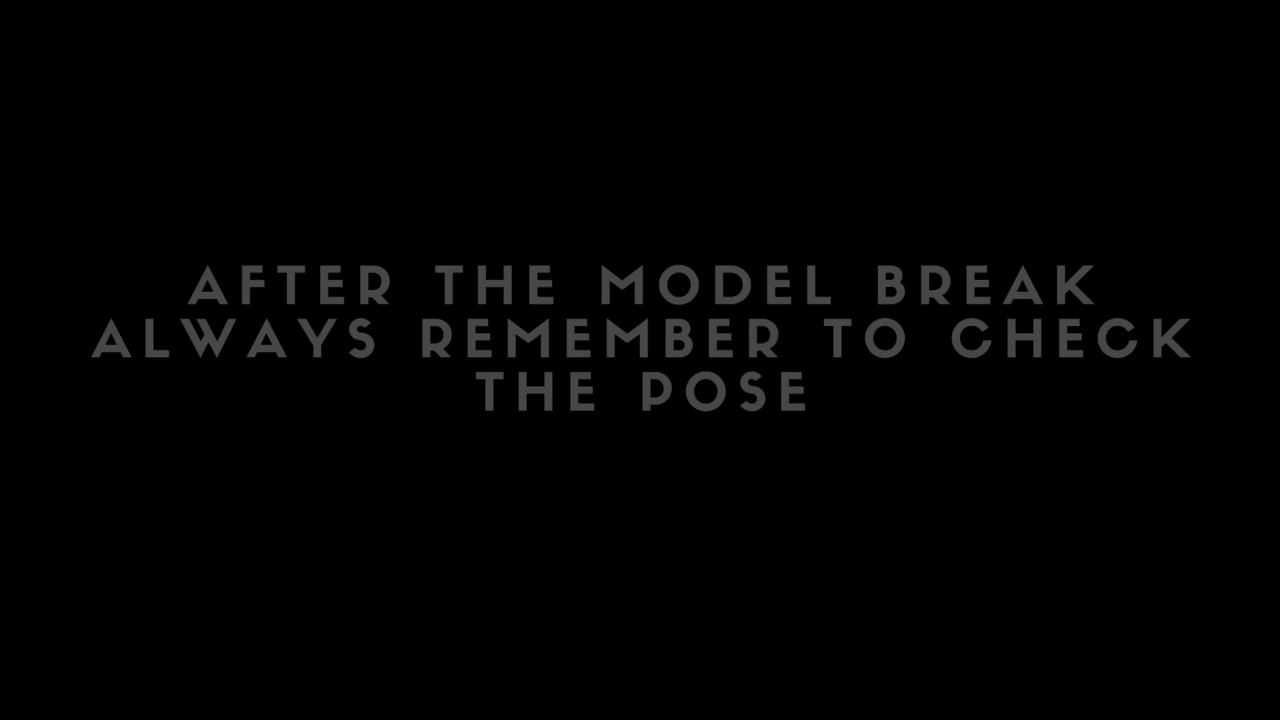 AFTER THE MODEL BREAK
ALWAYS REMEMBER TO CHECK
THE POSE